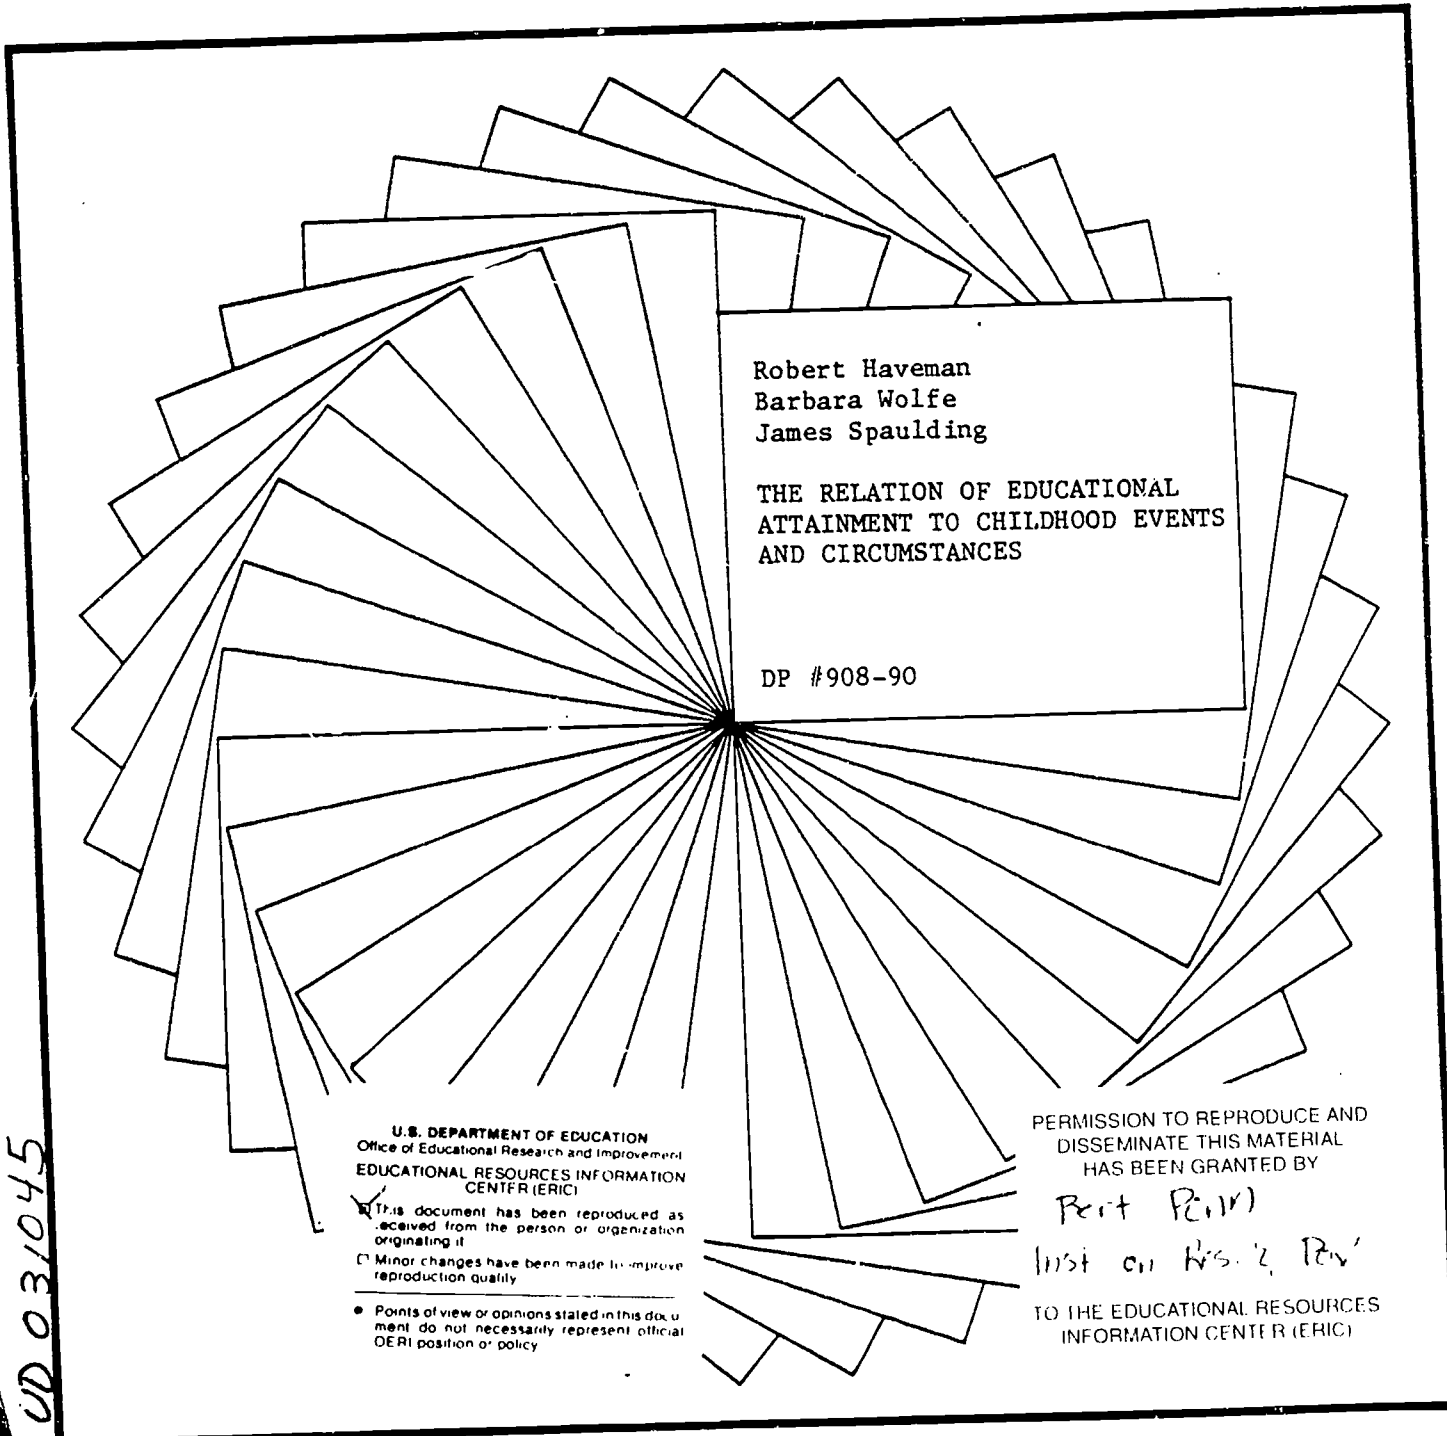 Robert Haveman
Barbara Wolfe
James Spaulding
THE RELATION OF EDUCATIONAL
ATTAINMENT TO CHILDHOOD EVENTS
AND CIRCUMSTANCES
DP #908-90
U.S. DEPARTMENT OF EDUCATION
Office of Educational Research and Improvement
EDUCATIONAL RESOURCES INFORMATION
CENTER (ERIC)
This document has been reproduced as
received from the person or organization
originating it
Minor changes have been made to improve
reproduction quality
• Points of view or opinions stated in this docu
ment do not necessarily represent official
OERI position or policy
PERMISSION TO REPRODUCE AND
DISSEMINATE THIS MATERIAL
HAS BEEN GRANTED BY
Inst on
TO THE EDUCATIONAL RESOURCES
INFORMATION CENTER (ERIC)
UD 031045